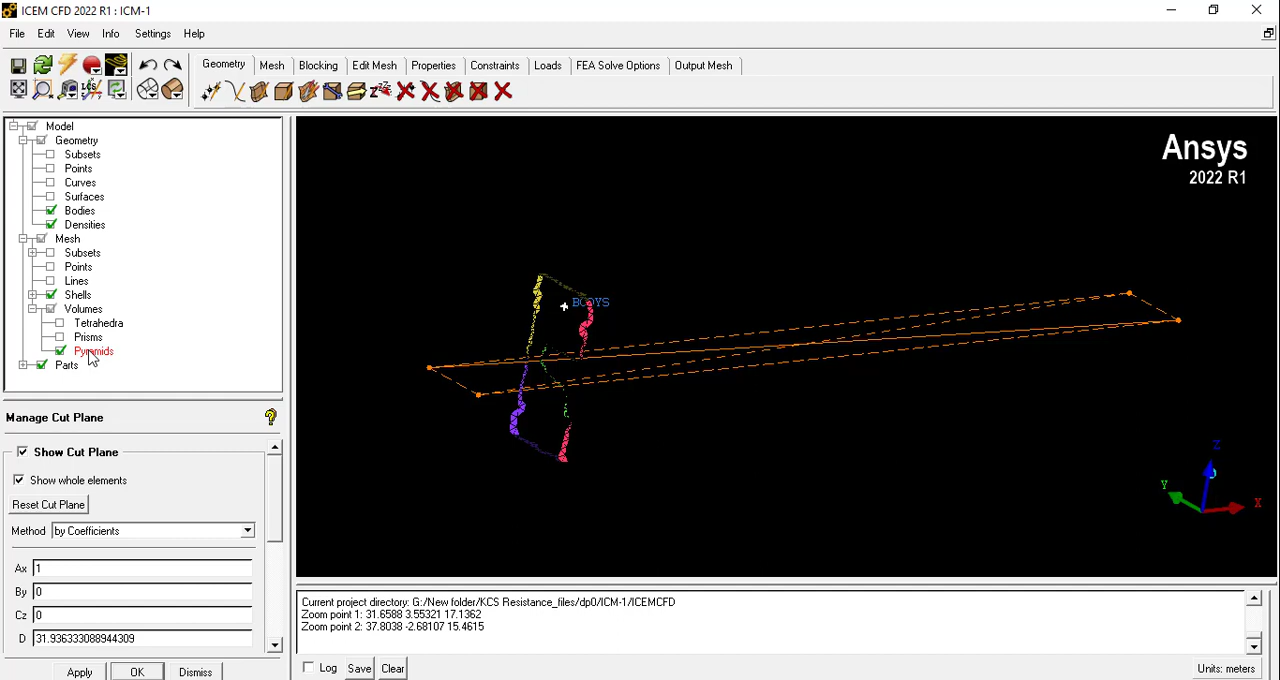 ICEM CFD 2022 R1 : ICM-1
File Edit View Info Settings Help
Geometry Mesh Blocking Edit Mesh Properties Constraints Loads FEA Solve Options Output Mesh
Model
Geometry
Subsets
Points
Curves
Surfaces
Bodies
Densities
Mesh
Subsets
Points
Lines
Shells
Volumes
Tetrahedra
Prisms
Pyramids
Parts
Manage Cut Plane
Show Cut Plane
Show whole elements
Reset Cut Plane
Method by Coefficients
Ax 1
By 0
Cz 0
D 31.936333088944309
Apply OK Dismiss
Ansys
2022 R1
BODYS
Z
Y
X
Current project directory: G:/New folder/KCS Resistance_files/dp0/ICM-1/ICEMCFD
Zoom point 1: 31.6588 3.55321 17.1362
Zoom point 2: 37.8038 -2.68107 15.4615
Log Save Clear
Units: meters